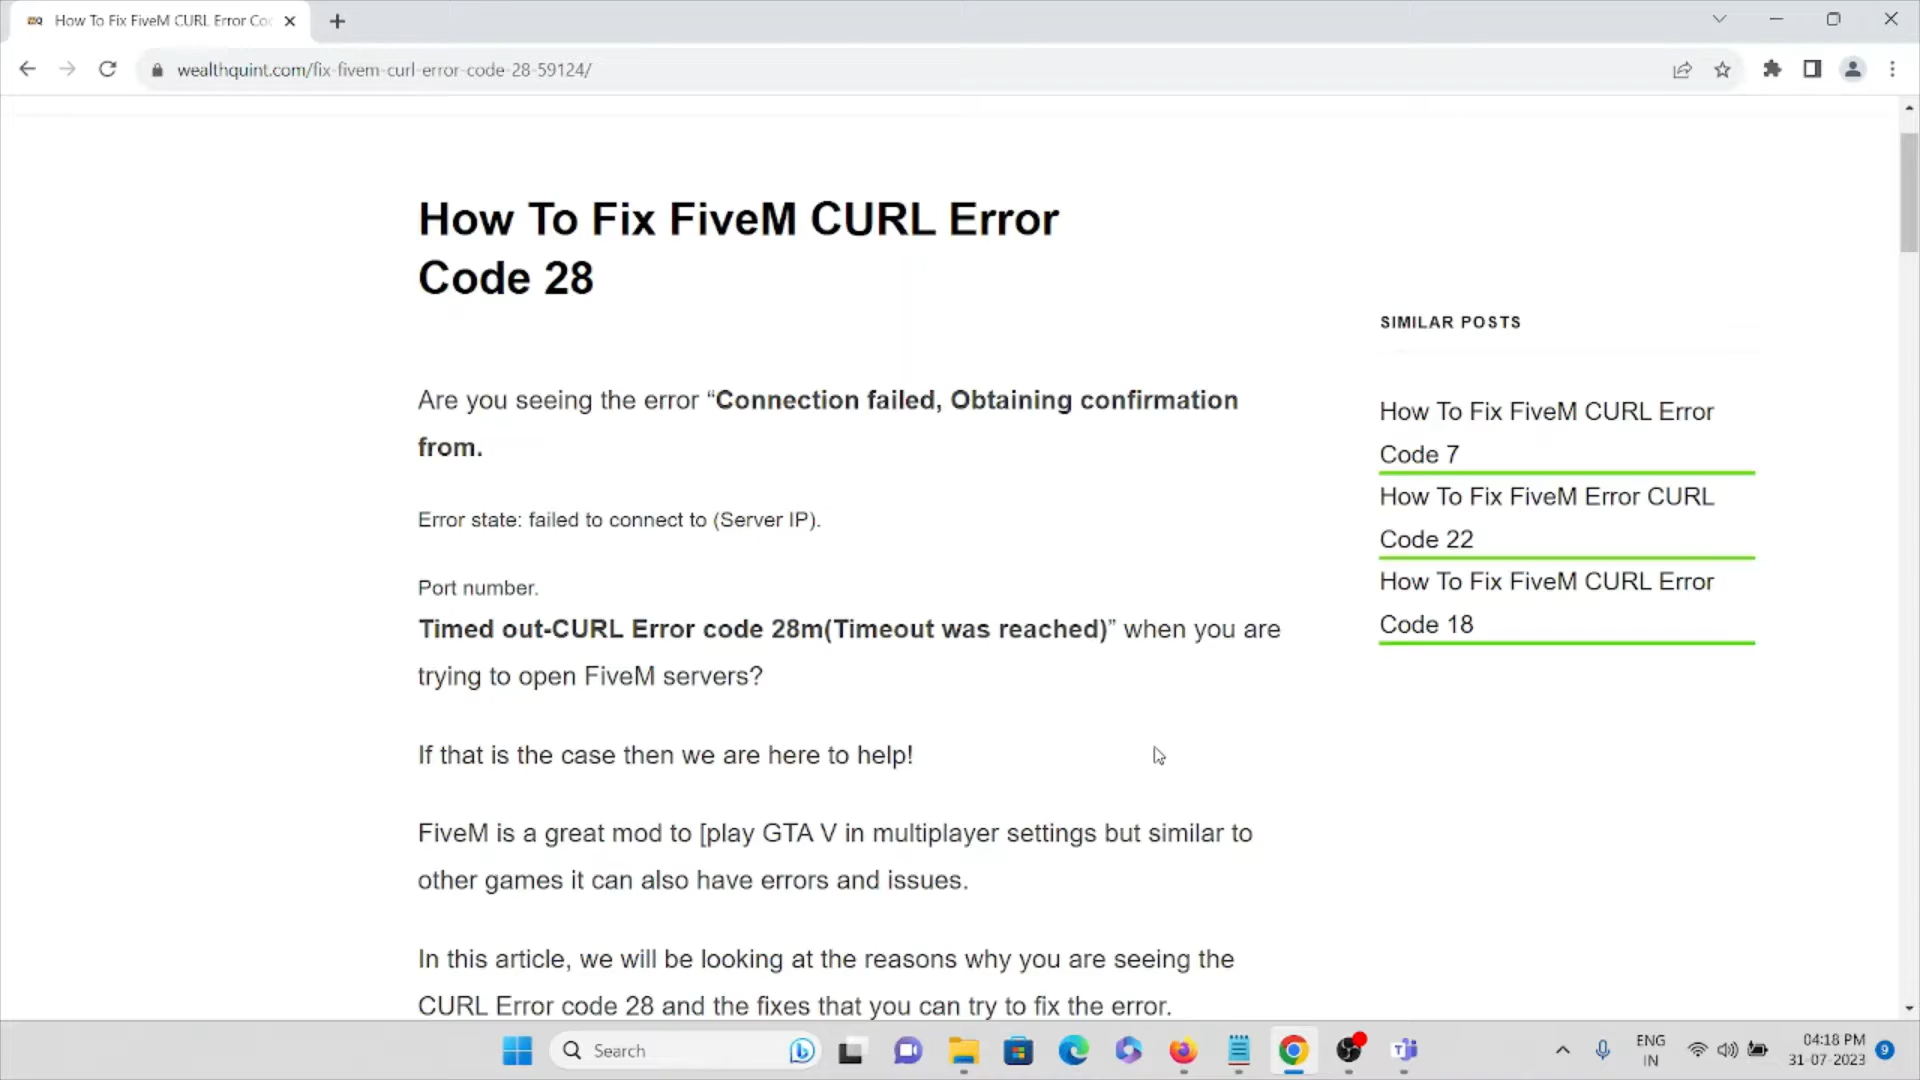 How To Fix FiveM CURL Error Co
wealthquint.com/fix-fivem-curl-error-code-28-59124/
How To Fix FiveM CURL Error
Code 28
Are you seeing the error “Connection failed, Obtaining confirmation
from.
Error state: failed to connect to (Server IP).
Port number.
Timed out-CURL Error code 28m(Timeout was reached)” when you are
trying to open FiveM servers?
If that is the case then we are here to help!
FiveM is a great mod to [play GTA V in multiplayer settings but similar to
other games it can also have errors and issues.
In this article, we will be looking at the reasons why you are seeing the
CURL Error code 28 and the fixes that you can try to fix the error.
SIMILAR POSTS
How To Fix FiveM CURL Error
Code 7
How To Fix FiveM Error CURL
Code 22
How To Fix FiveM CURL Error
Code 18
Search
ENG
IN
04:18 PM
31-07-2023
9